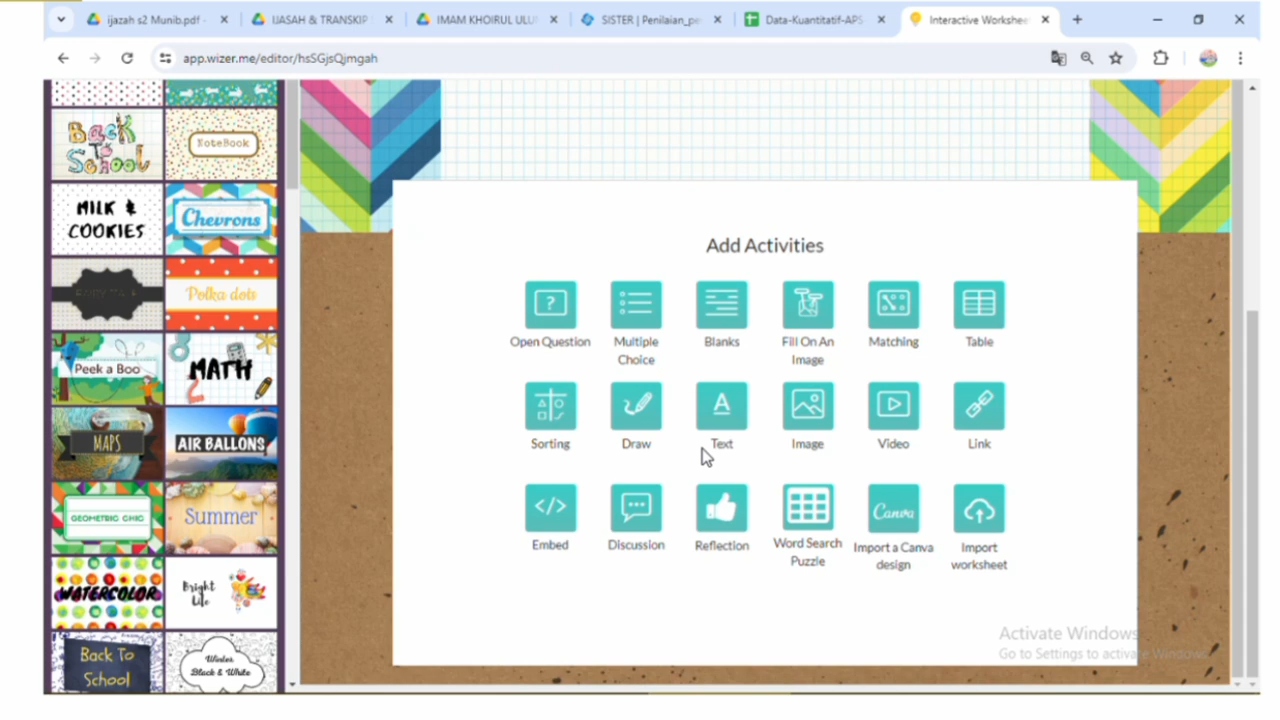 ijazah s2 Munib.pdf -
IJASAH & TRANSKIP
IMAM KHOIRUL ULU
SISTER | Penilaian_pe
Data-Kuantitatif-APS
Interactive Workshee
app.wizer.me/editor/hsSGjsQjmgah
Back
To
School
NoteBook
MILK &
COOKIES
Chevrons
Polka dots
Peek a Boo
MATH
MAPS
AIR BALLONS
GEOMETRIC CHIC
Summer
WATERCOLOR
Bright
Life
Back To
School
Winter
Black & White
Add Activities
Open Question
Multiple
Choice
Blanks
Fill On An
Image
Matching
Table
Sorting
Draw
Text
Image
Video
Link
Embed
Discussion
Reflection
Word Search
Puzzle
Canva
Import a Canva
design
Import
worksheet
Activate Windows
Go to Settings to activate Windows.